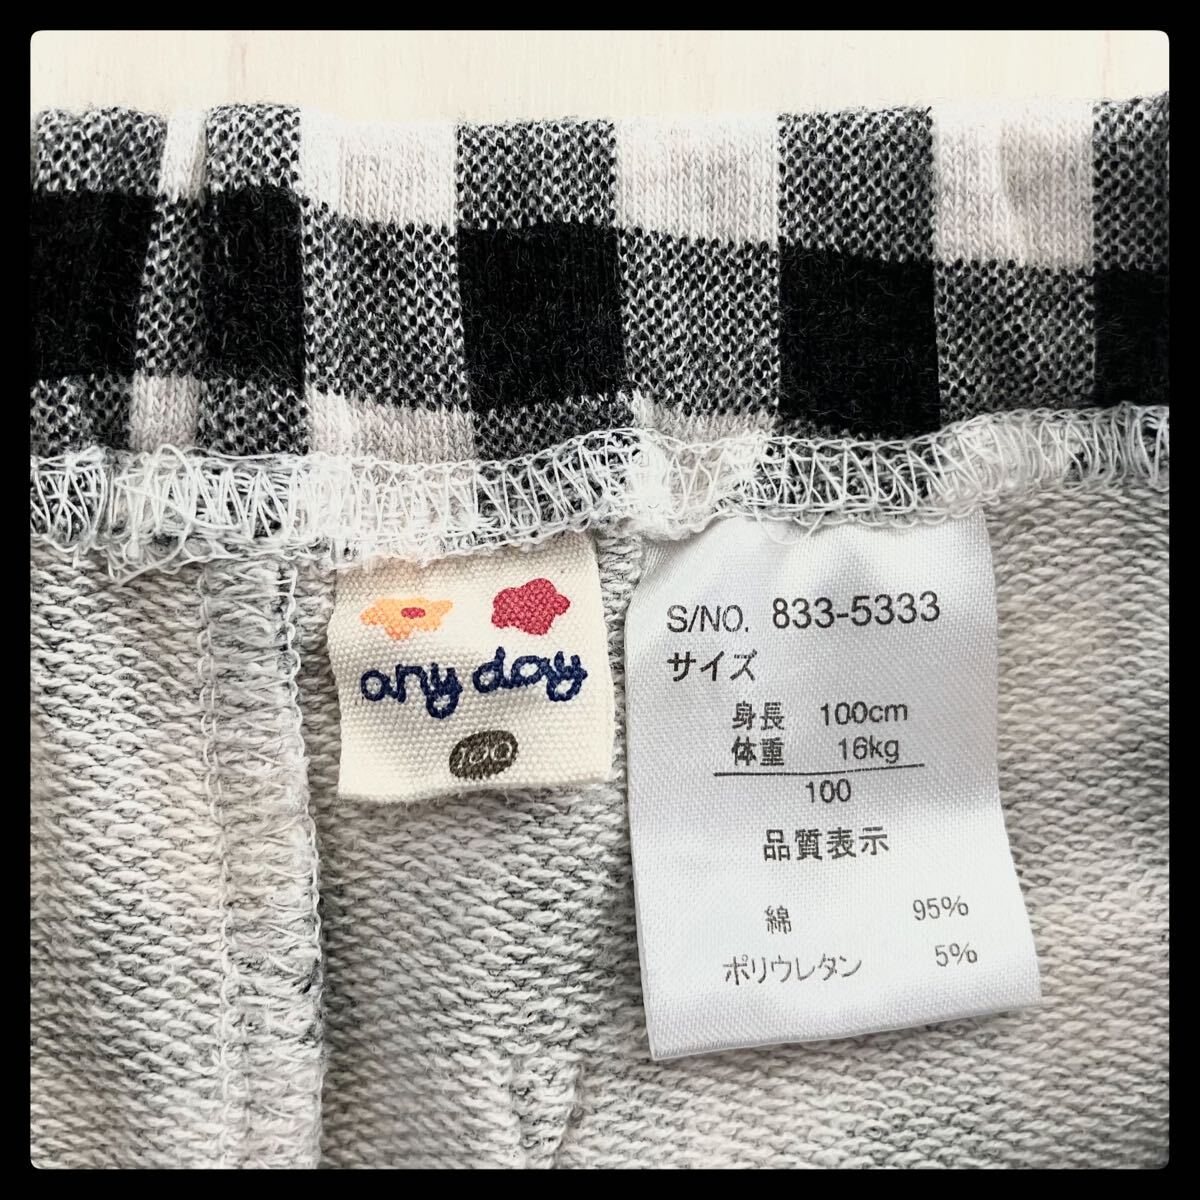 any day
100
S/NO. 833-5333
サイズ
身長 100cm
体重 16kg
100
品質表示
綿 95%
ポリウレタン 5%